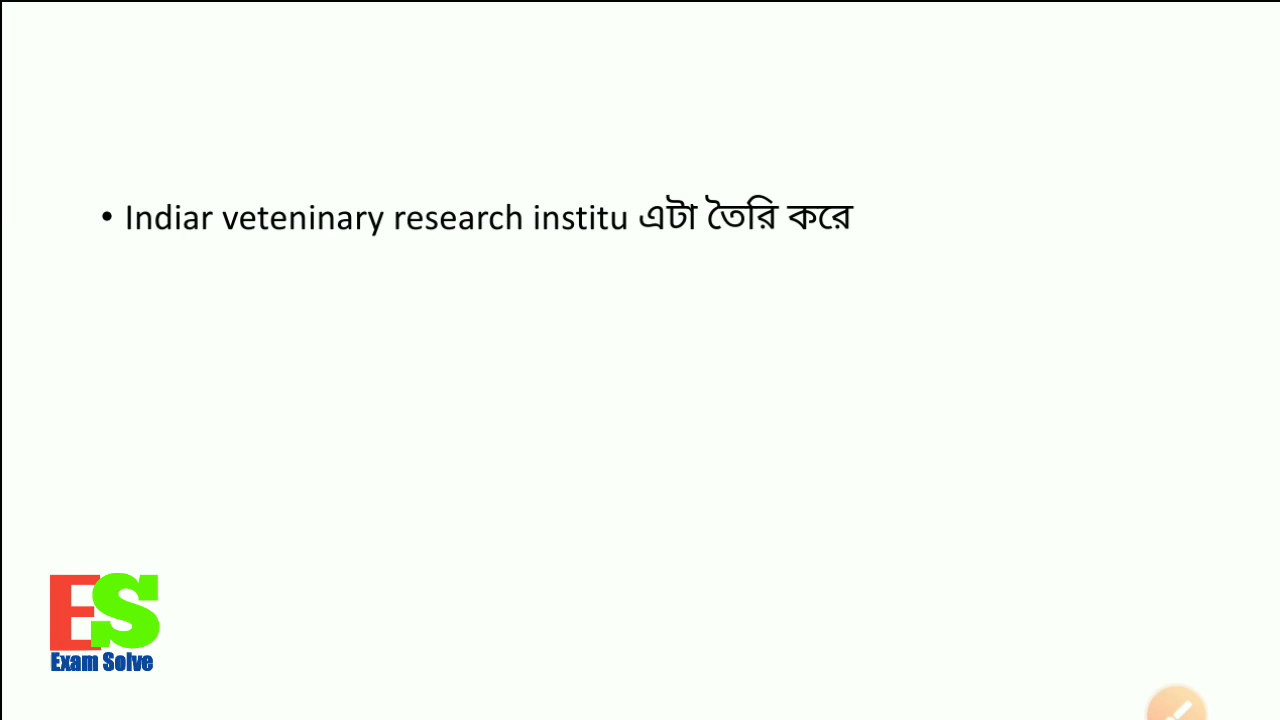 • Indiar veteninary research institu এটা তৈরি করে
ES
Exam Solve